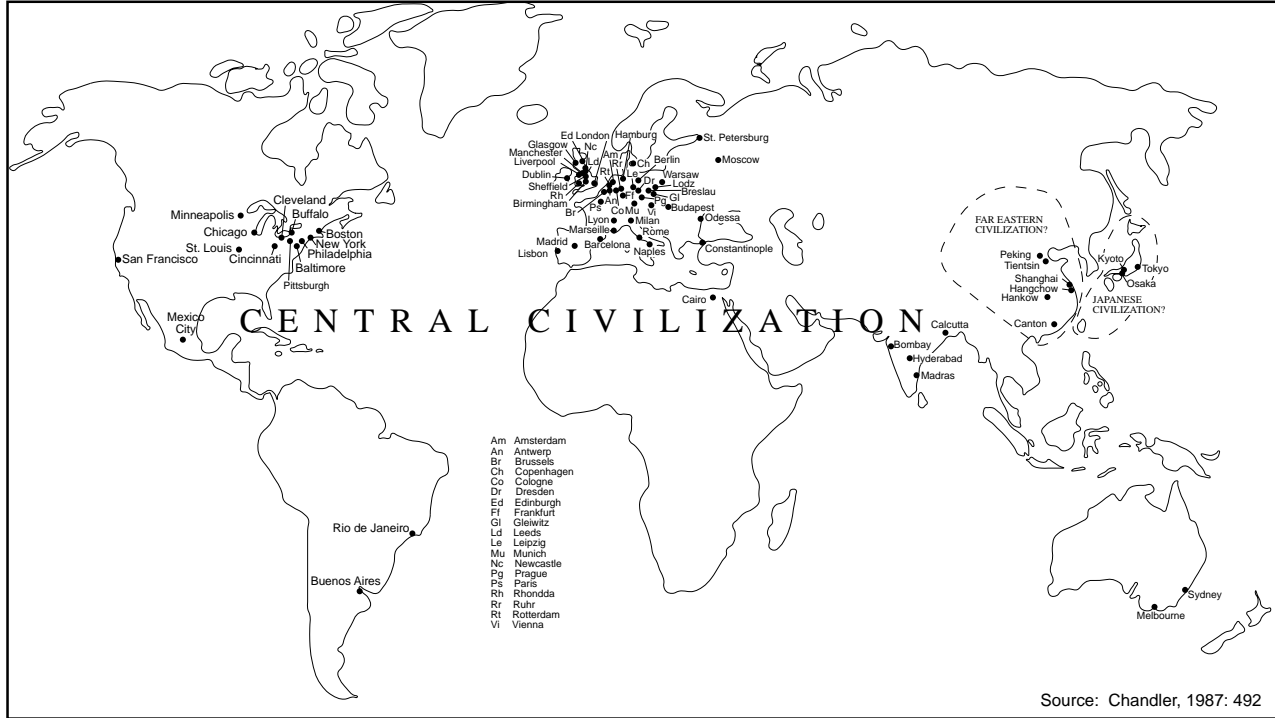 Ed London
Hamburg
Glasgow
Nc
Manchester
Am
St. Petersburg
Liverpool
Ld
Rr
Ch
Berlin
Moscow
Dublin
Rt
Le
Warsaw
Sheffield
Dr
Lodz
Rh
Breslau
Birmingham
An
Ff
Pg
Gl
Br
Ps
Co
Mu
Vi
Budapest
Lyon
Milan
Odessa
Marseille
Rome
Madrid
Barcelona
Constantinople
Lisbon
Naples
Cleveland
Minneapolis
Buffalo
Chicago
Boston
New York
St. Louis
Philadelphia
San Francisco
Cincinnati
Baltimore
Pittsburgh
FAR EASTERN
CIVILIZATION?
Peking
Kyoto
Tientsin
Tokyo
Shanghai
Osaka
Hangchow
Hankow
JAPANESE
CIVILIZATION?
Cairo
Mexico
City
CENTRAL CIVILIZATION
Canton
Calcutta
Bombay
Hyderabad
Madras
Am Amsterdam
An Antwerp
Br Brussels
Ch Copenhagen
Co Cologne
Dr Dresden
Ed Edinburgh
Ff Frankfurt
Gl Gleiwitz
Ld Leeds
Le Leipzig
Mu Munich
Nc Newcastle
Pg Prague
Ps Paris
Rh Rhondda
Rr Ruhr
Rt Rotterdam
Vi Vienna
Rio de Janeiro
Buenos Aires
Sydney
Melbourne
Source: Chandler, 1987: 492